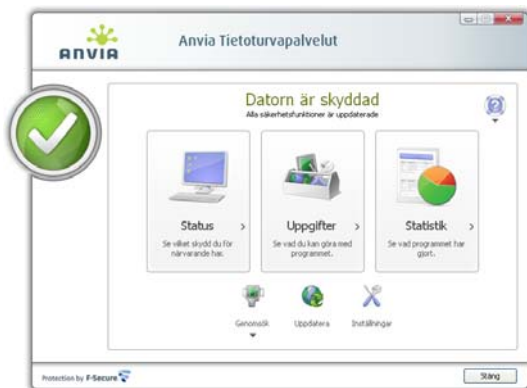 ANVIA
Anvia Tietoturvapalvelut
Datorn är skyddad
Alla säkerhetsfunktioner är uppdaterade
Status
Se vilket skydd du för närvarande har.
Uppgifter
Se vad du kan göra med programmet.
Statistik
Se vad programmet har gjort.
Genomsök
Uppdatera
Inställningar
Protection by F-Secure
Stäng